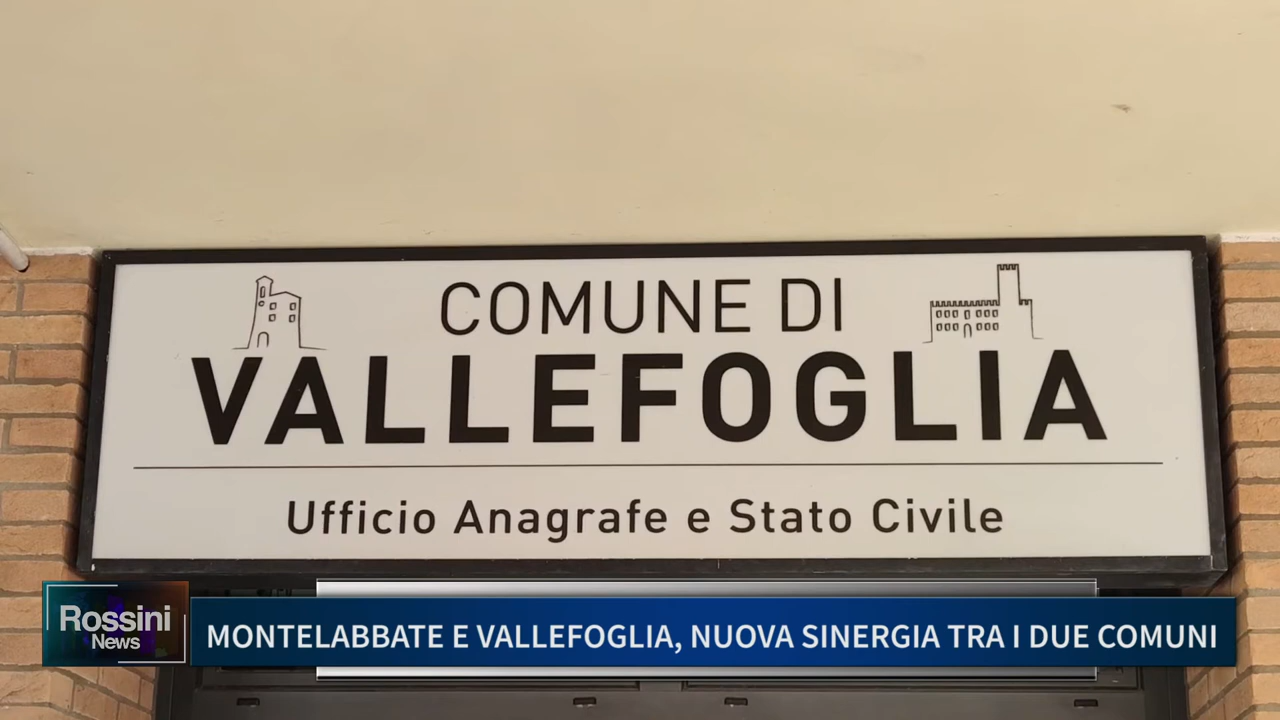 COMUNE DI
VALLEFOGLIA
Ufficio Anagrafe e Stato Civile
Rossini
News
MONTELABBATE E VALLEFOGLIA, NUOVA SINERGIA TRA I DUE COMUNI